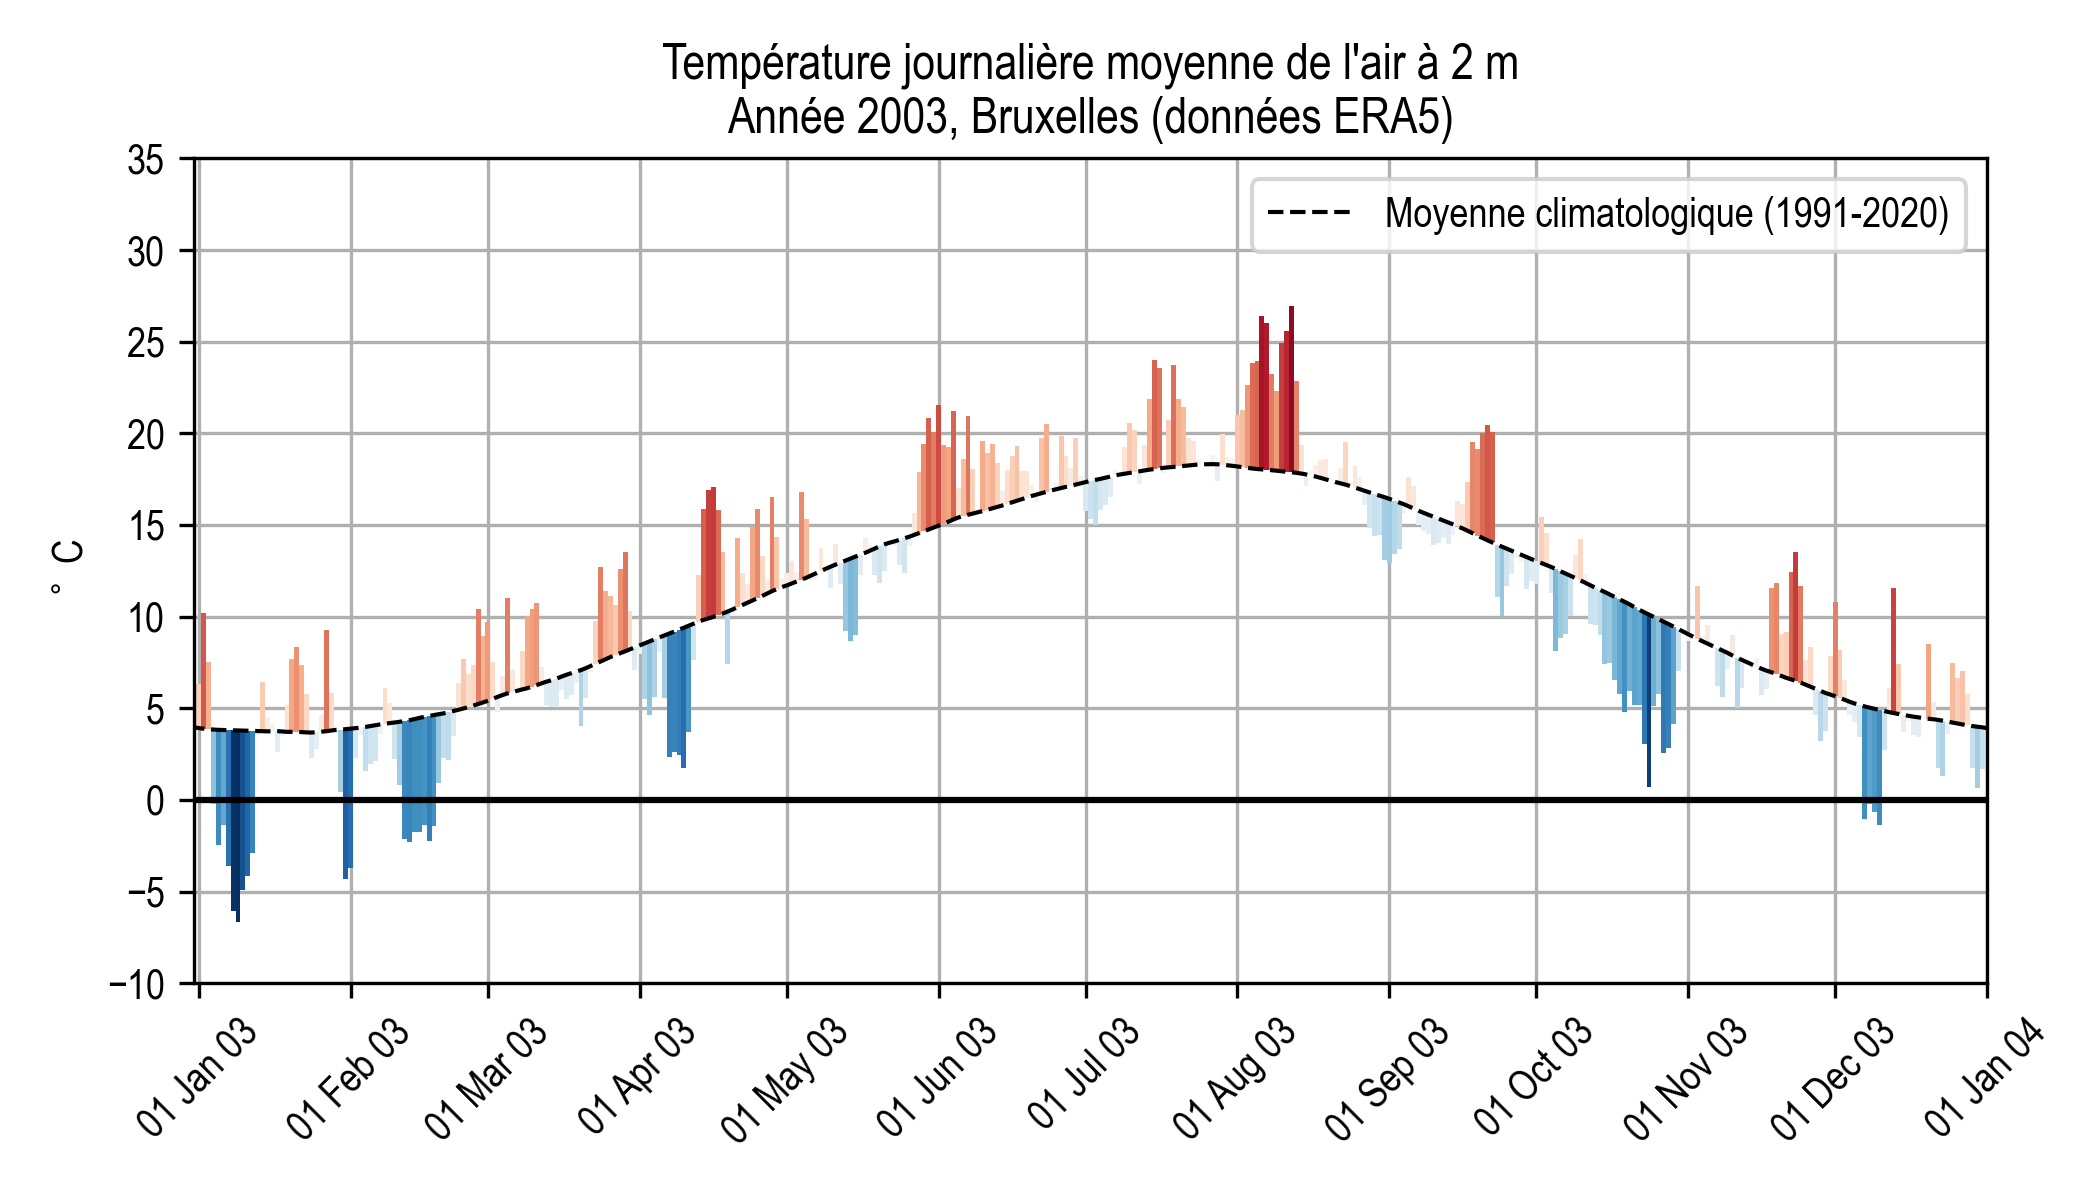 Température journalière moyenne de l'air à 2 m
Année 2003, Bruxelles (données ERA5)
Moyenne climatologique (1991-2020)
° C
35
30
25
20
15
10
5
0
−5
−10
01 Jan 03
01 Feb 03
01 Mar 03
01 Apr 03
01 May 03
01 Jun 03
01 Jul 03
01 Aug 03
01 Sep 03
01 Oct 03
01 Nov 03
01 Dec 03
01 Jan 04